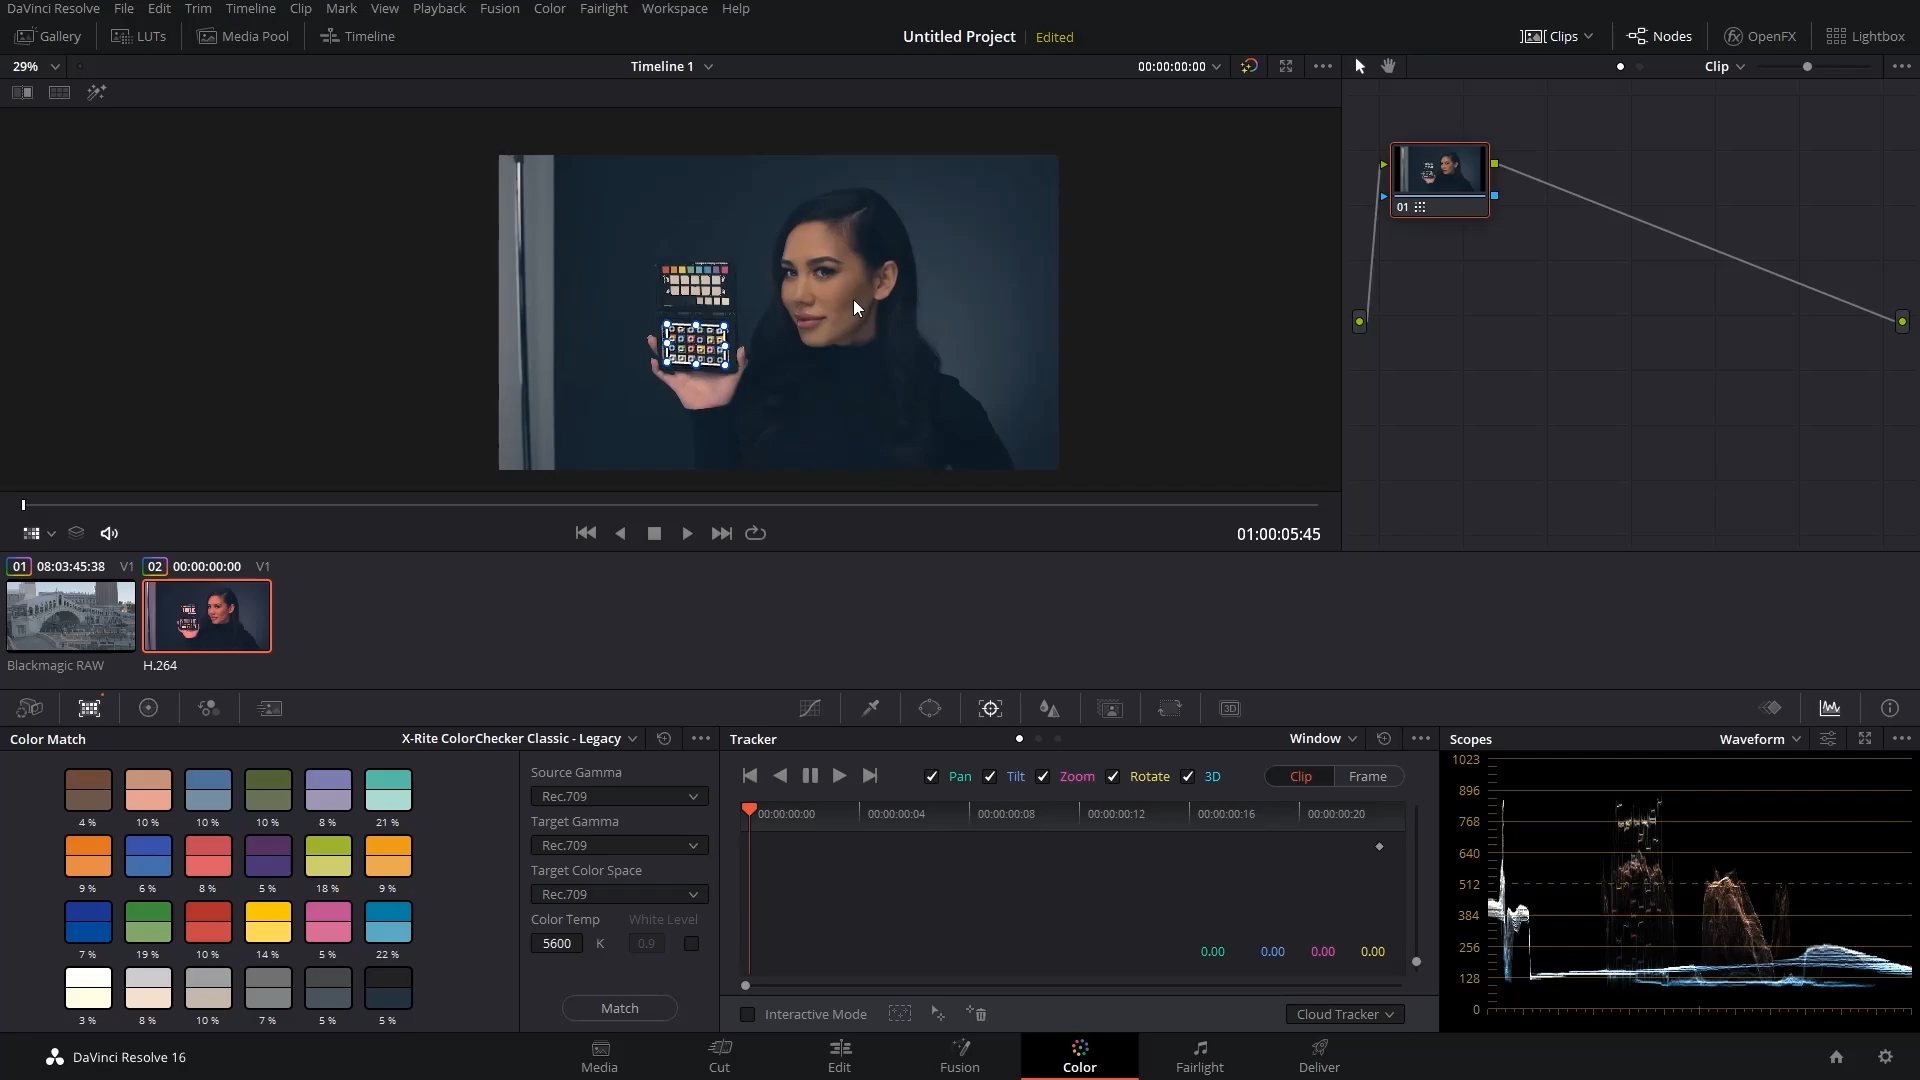 DaVinci Resolve File Edit Trim Timeline Clip Mark View Playback Fusion Color Fairlight Workspace Help
Gallery LUTs Media Pool Timeline Untitled Project Edited Clips Nodes fx OpenFX Lightbox
29% Timeline 1 00:00:00:00 Clip
01
01:00:05:45
01 08:03:45:38 V1 02 00:00:00:00 V1
Blackmagic RAW H.264
3D
Color Match X-Rite ColorChecker Classic - Legacy Tracker Window Scopes Waveform
4 % 10 % 10 % 10 % 8 % 21 %
9 % 6 % 8 % 5 % 18 % 9 %
7 % 19 % 10 % 14 % 5 % 22 %
3 % 8 % 10 % 7 % 5 % 5 %
Source Gamma
Rec.709
Target Gamma
Rec.709
Target Color Space
Rec.709
Color Temp White Level
5600 K 0.9
Match
Pan Tilt Zoom Rotate 3D Clip Frame
00:00:00:00 00:00:00:04 00:00:00:08 00:00:00:12 00:00:00:16 00:00:00:20
0.00 0.00 0.00 0.00
Interactive Mode Cloud Tracker
1023
896
768
640
512
384
256
128
0
DaVinci Resolve 16 Media Cut Edit Fusion Color Fairlight Deliver